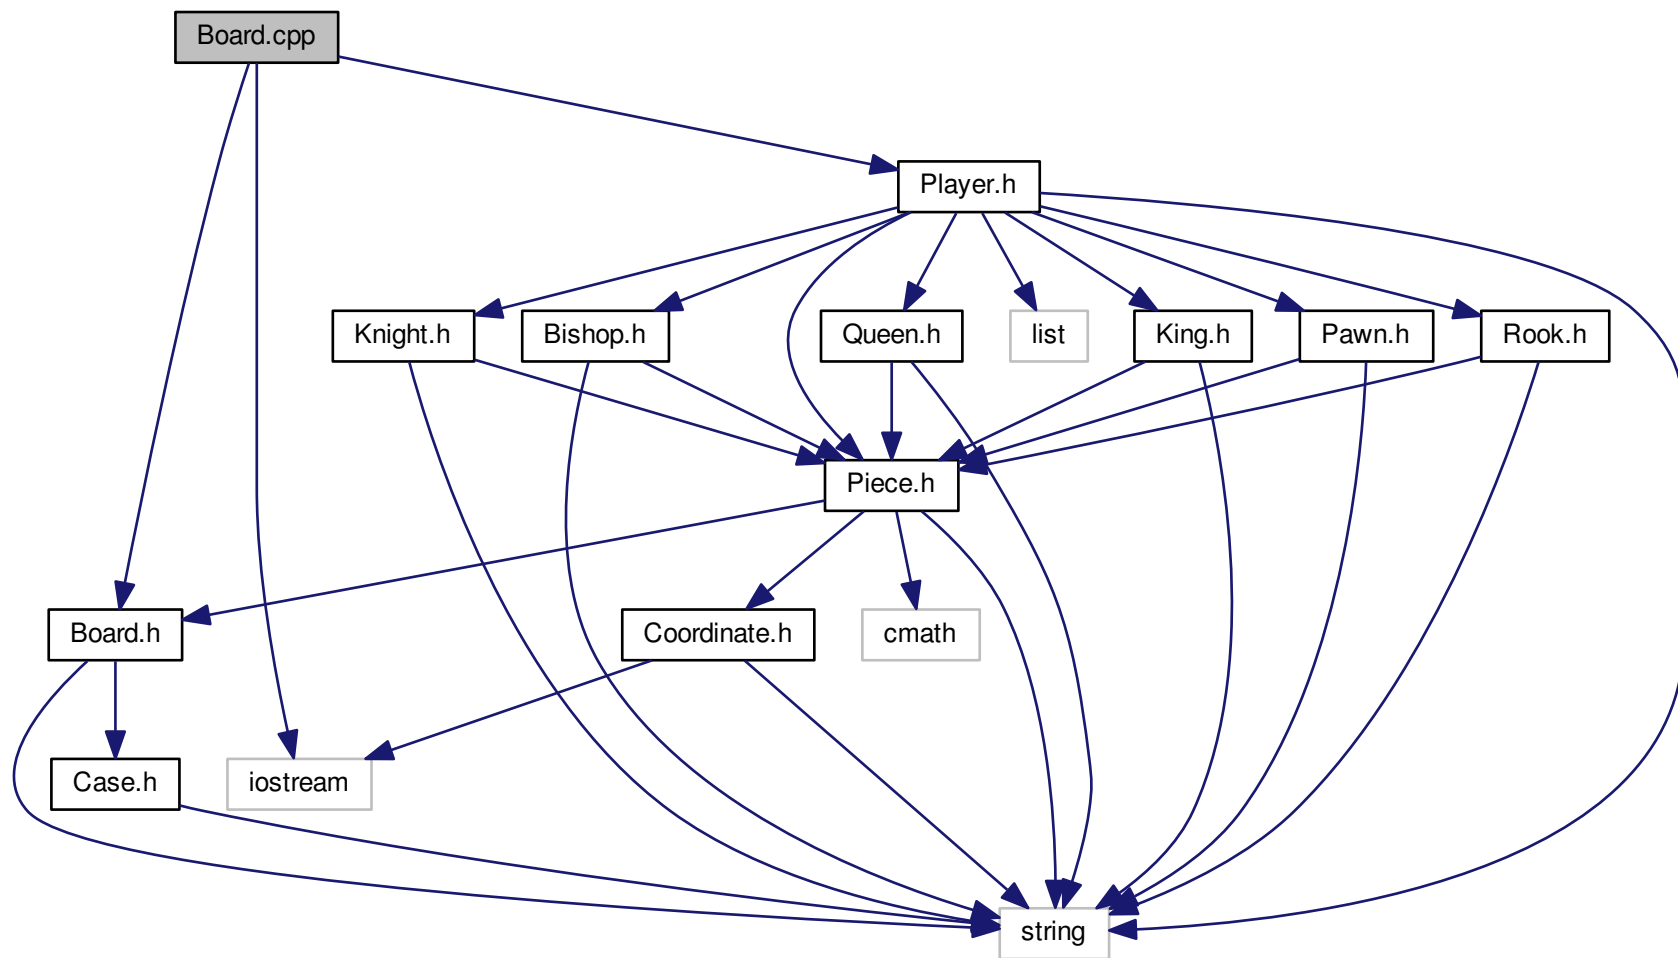 Board.cpp
Player.h
Knight.h
Bishop.h
Queen.h
list
King.h
Pawn.h
Rook.h
Piece.h
Board.h
Coordinate.h
cmath
Case.h
iostream
string